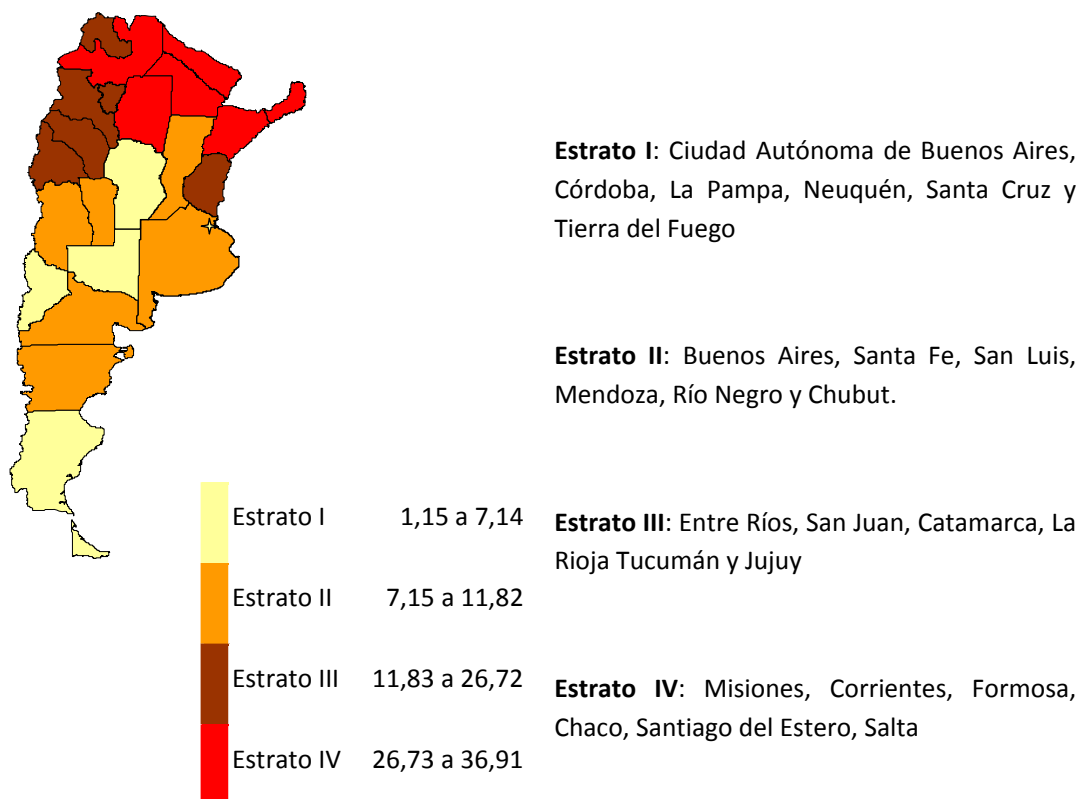 Estrato I: Ciudad Autónoma de Buenos Aires,
Córdoba, La Pampa, Neuquén, Santa Cruz y
Tierra del Fuego
Estrato II: Buenos Aires, Santa Fe, San Luis,
Mendoza, Río Negro y Chubut.
Estrato III: Entre Ríos, San Juan, Catamarca, La
Rioja Tucumán y Jujuy
Estrato IV: Misiones, Corrientes, Formosa,
Chaco, Santiago del Estero, Salta
Estrato I 1,15 a 7,14
Estrato II 7,15 a 11,82
Estrato III 11,83 a 26,72
Estrato IV 26,73 a 36,91